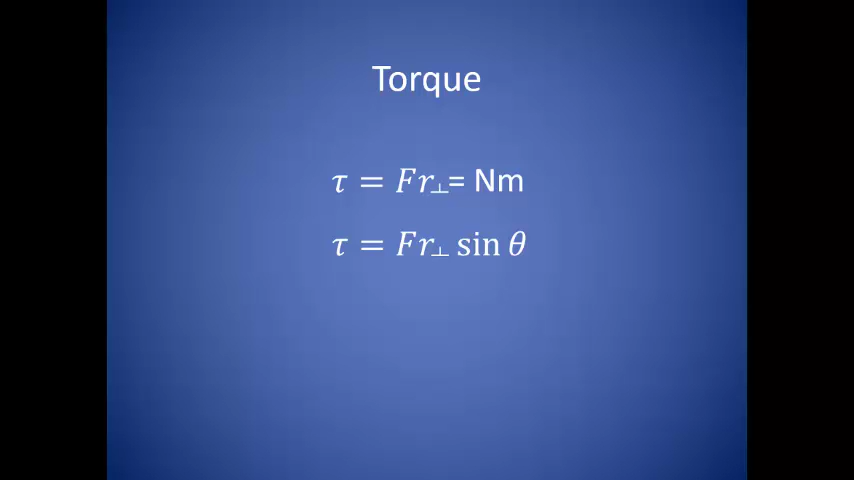 Torque
τ = Fr⊥= Nm
τ = Fr⊥ sin θ